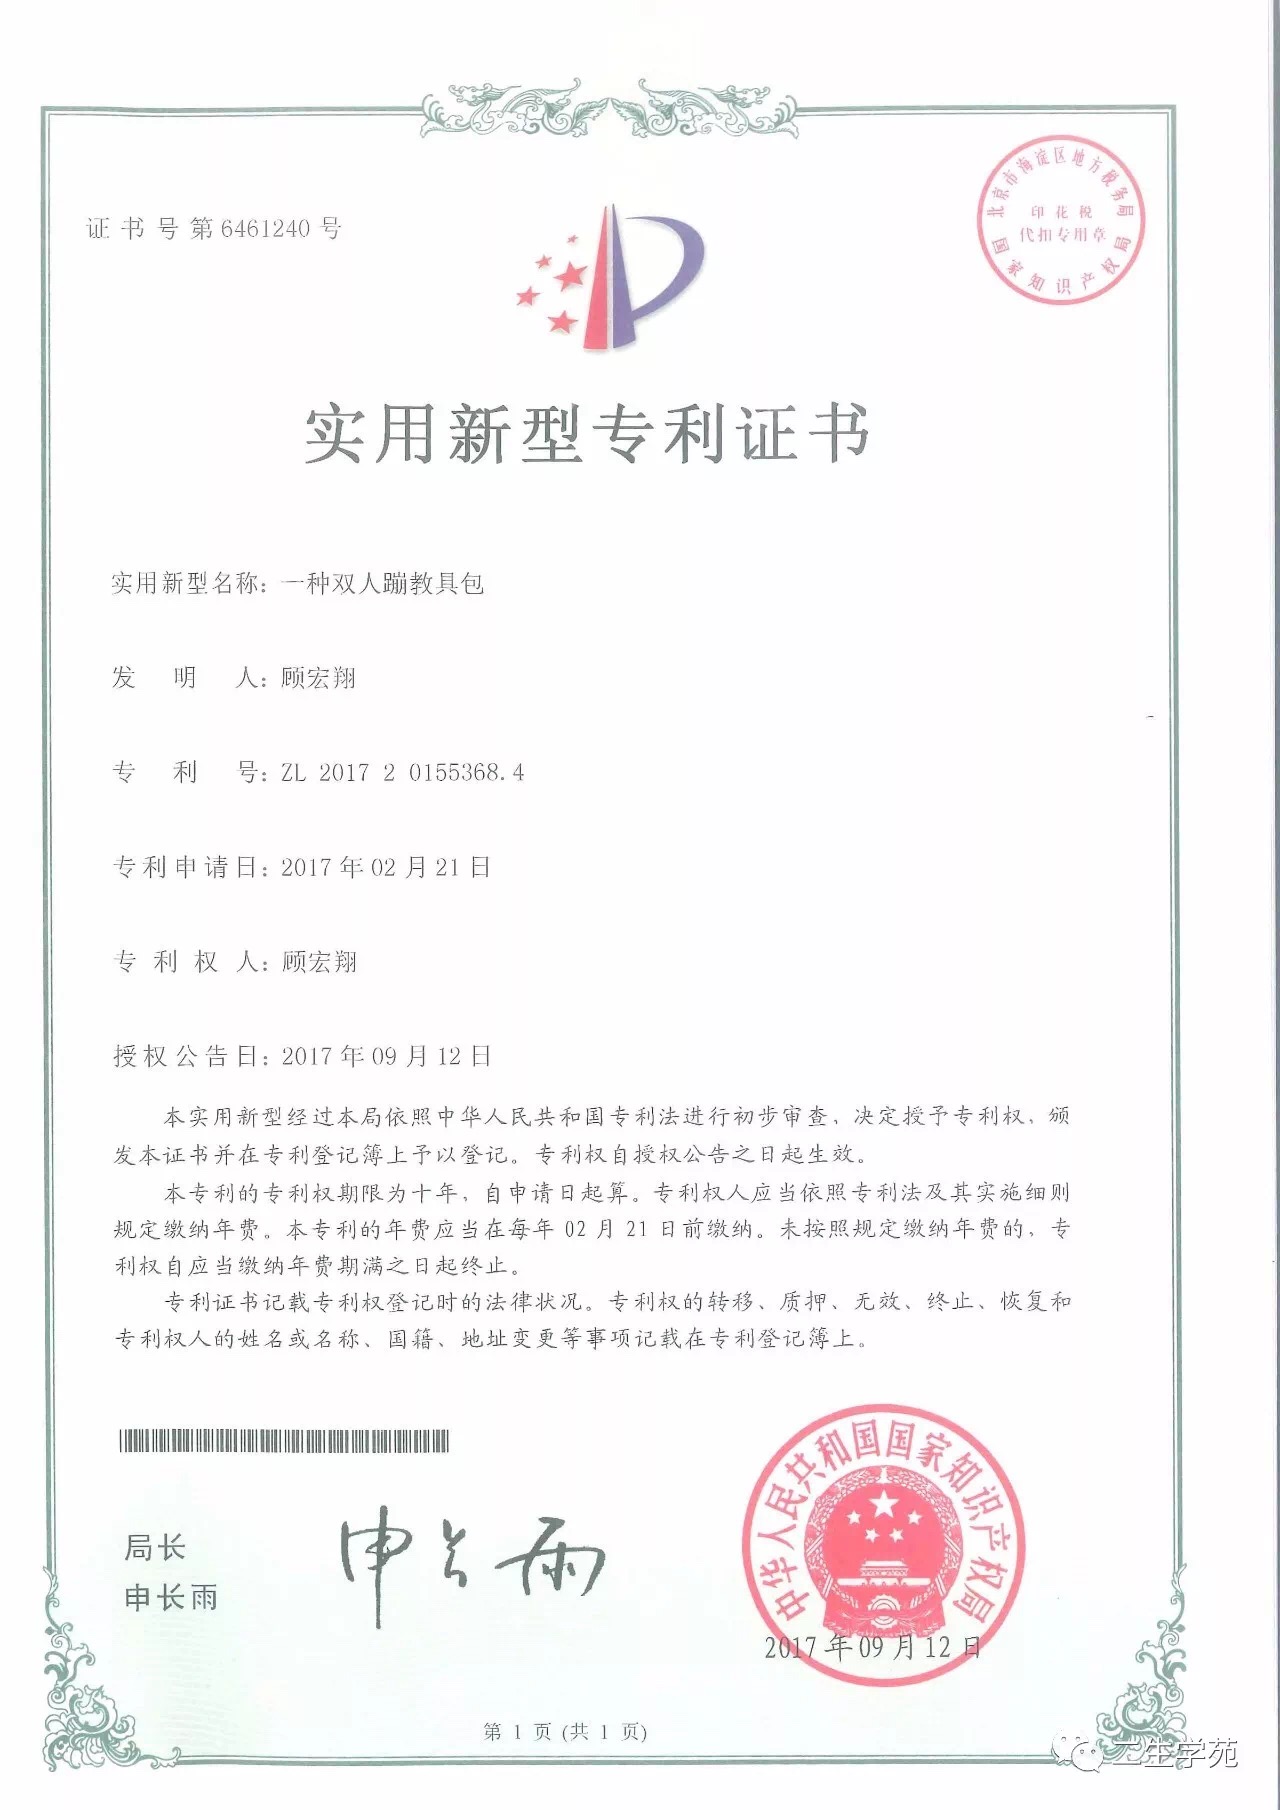 证书号第6461240号
北京市海淀区地方税务局
印花税
代扣专用章
国家知识产权局
实用新型专利证书
实用新型名称：一种双人蹦教具包
发明人：顾宏翔
专利号：ZL 2017 2 0155368.4
专利申请日：2017年02月21日
专利权人：顾宏翔
授权公告日：2017年09月12日
本实用新型经过本局依照中华人民共和国专利法进行初步审查，决定授予专利权，颁
发本证书并在专利登记簿上予以登记。专利权自授权公告之日起生效。
本专利的专利权期限为十年，自申请日起算。专利权人应当依照专利法及其实施细则
规定缴纳年费。本专利的年费应当在每年02月21日前缴纳。未按照规定缴纳年费的，专
利权自应当缴纳年费期满之日起终止。
专利证书记载专利权登记时的法律状况。专利权的转移、质押、无效、终止、恢复和
专利权人的姓名或名称、国籍、地址变更等事项记载在专利登记簿上。
局长
申长雨
申长雨
中华人民共和国国家知识产权局
2017年09月12日
第1页(共1页)
二生学苑